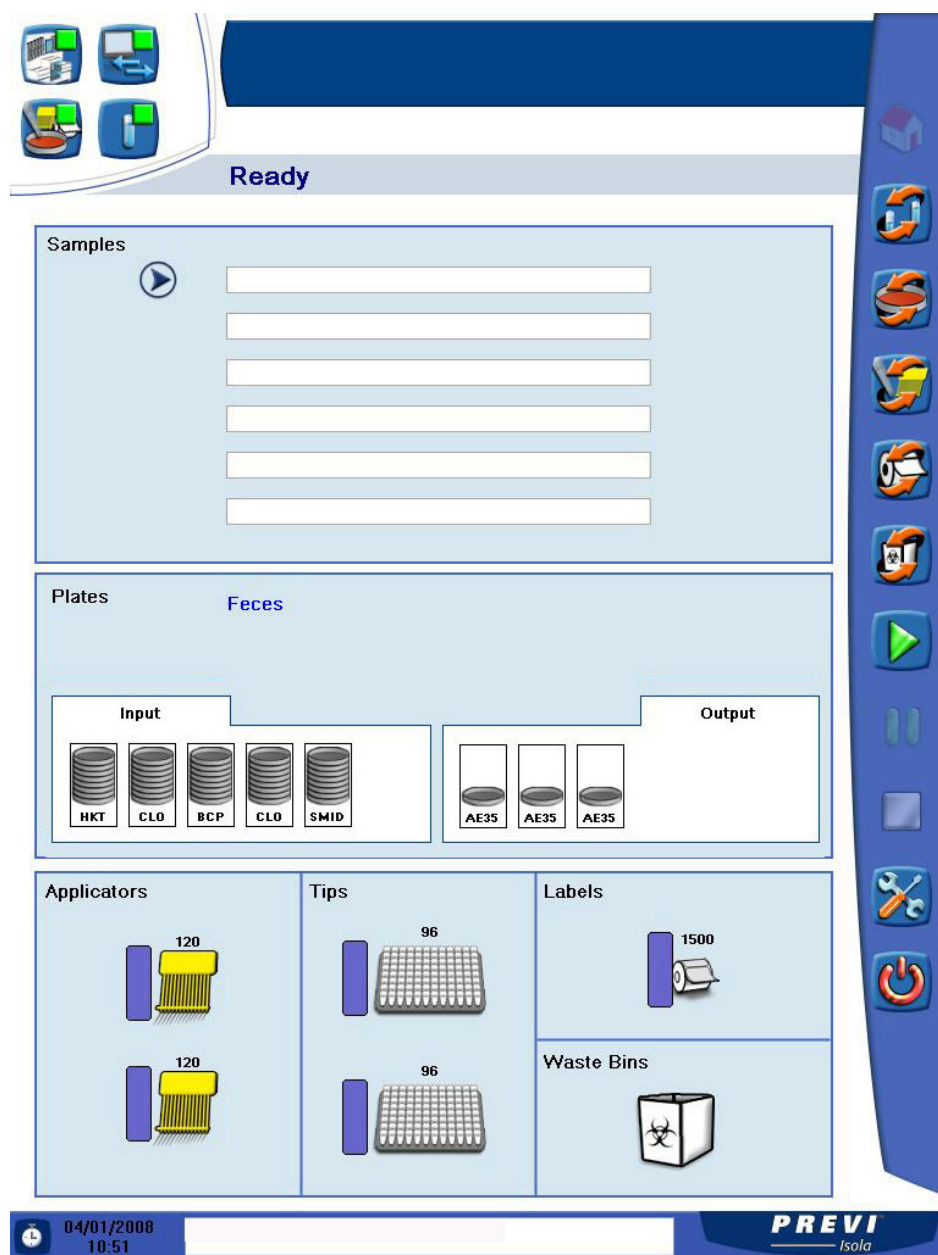 Ready
Samples
Plates
Feces
Input
Output
HKT CLO BCP CLO SMID
AE35 AE35 AE35
Applicators
120
120
Tips
96
96
Labels
1500
Waste Bins
04/01/2008
10:51
PREVI
Isola